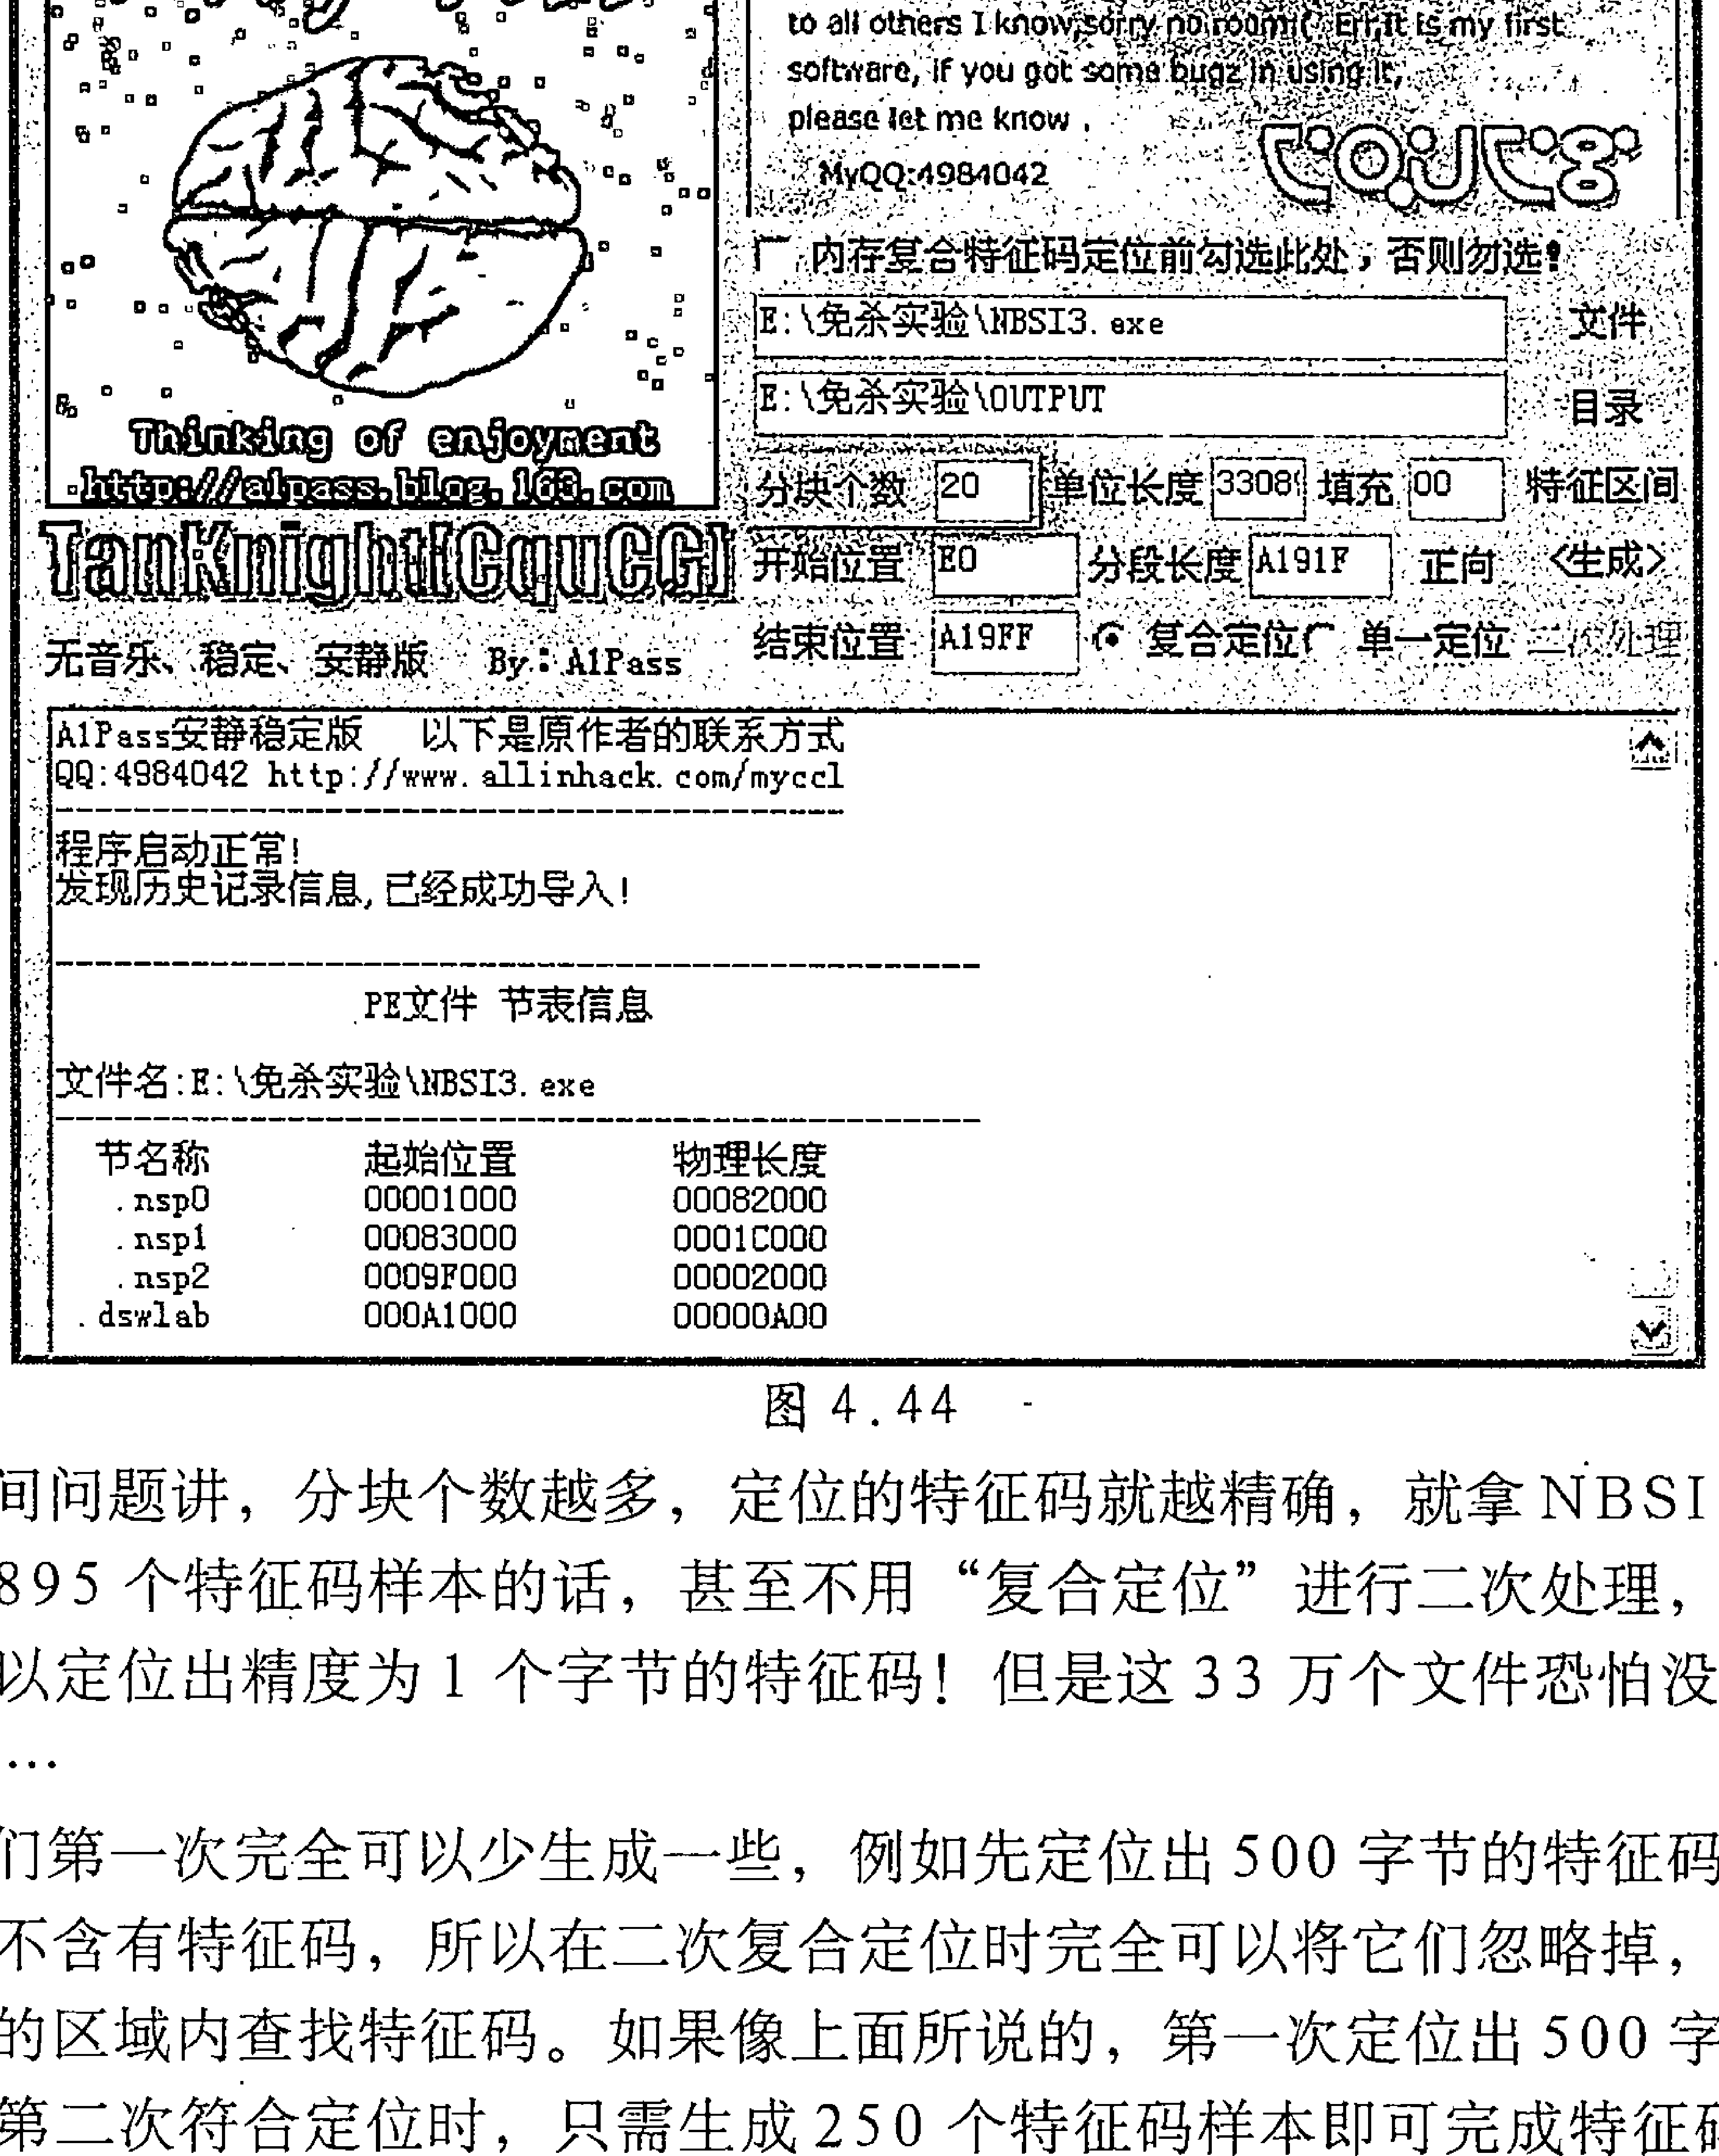 to all others I know,sorry no room:( Err,it is my first
software, if you got some bugz in using it,
please let me know .
MyQQ:4984042
内存复合特征码定位前勾选此处，否则勿选!
E:\免杀实验\NBSI3.exe 文件
E:\免杀实验\OUTPUT 目录
Thinking of enjoyment
http://a1pass.blog.163.com
分块个数 20 单位长度 3308 填充 00 特征区间
TanKnight[CquCG]
开始位置 E0 分段长度 A191F 正向 <生成>
结束位置 A19FF 复合定位 单一定位 二次处理
无音乐、稳定、安静版 By：A1Pass
A1Pass安静稳定版 以下是原作者的联系方式
QQ:4984042 http://www.allinhack.com/myccl
程序启动正常!
发现历史记录信息,已经成功导入!
PE文件 节表信息
文件名:E:\免杀实验\NBSI3.exe
节名称 起始位置 物理长度
.nsp0 00001000 00082000
.nsp1 00083000 0001C000
.nsp2 0009F000 00002000
.dswlab 000A1000 00000A00
图 4.44
间问题讲，分块个数越多，定位的特征码就越精确，就拿NBSI
895 个特征码样本的话，甚至不用“复合定位”进行二次处理，
以定位出精度为1 个字节的特征码！但是这 33 万个文件恐怕没
…
们第一次完全可以少生成一些，例如先定位出 500 字节的特征码
不含有特征码，所以在二次复合定位时完全可以将它们忽略掉，
的区域内查找特征码。如果像上面所说的，第一次定位出 500 字
第二次符合定位时，只需生成 250 个特征码样本即可完成特征码